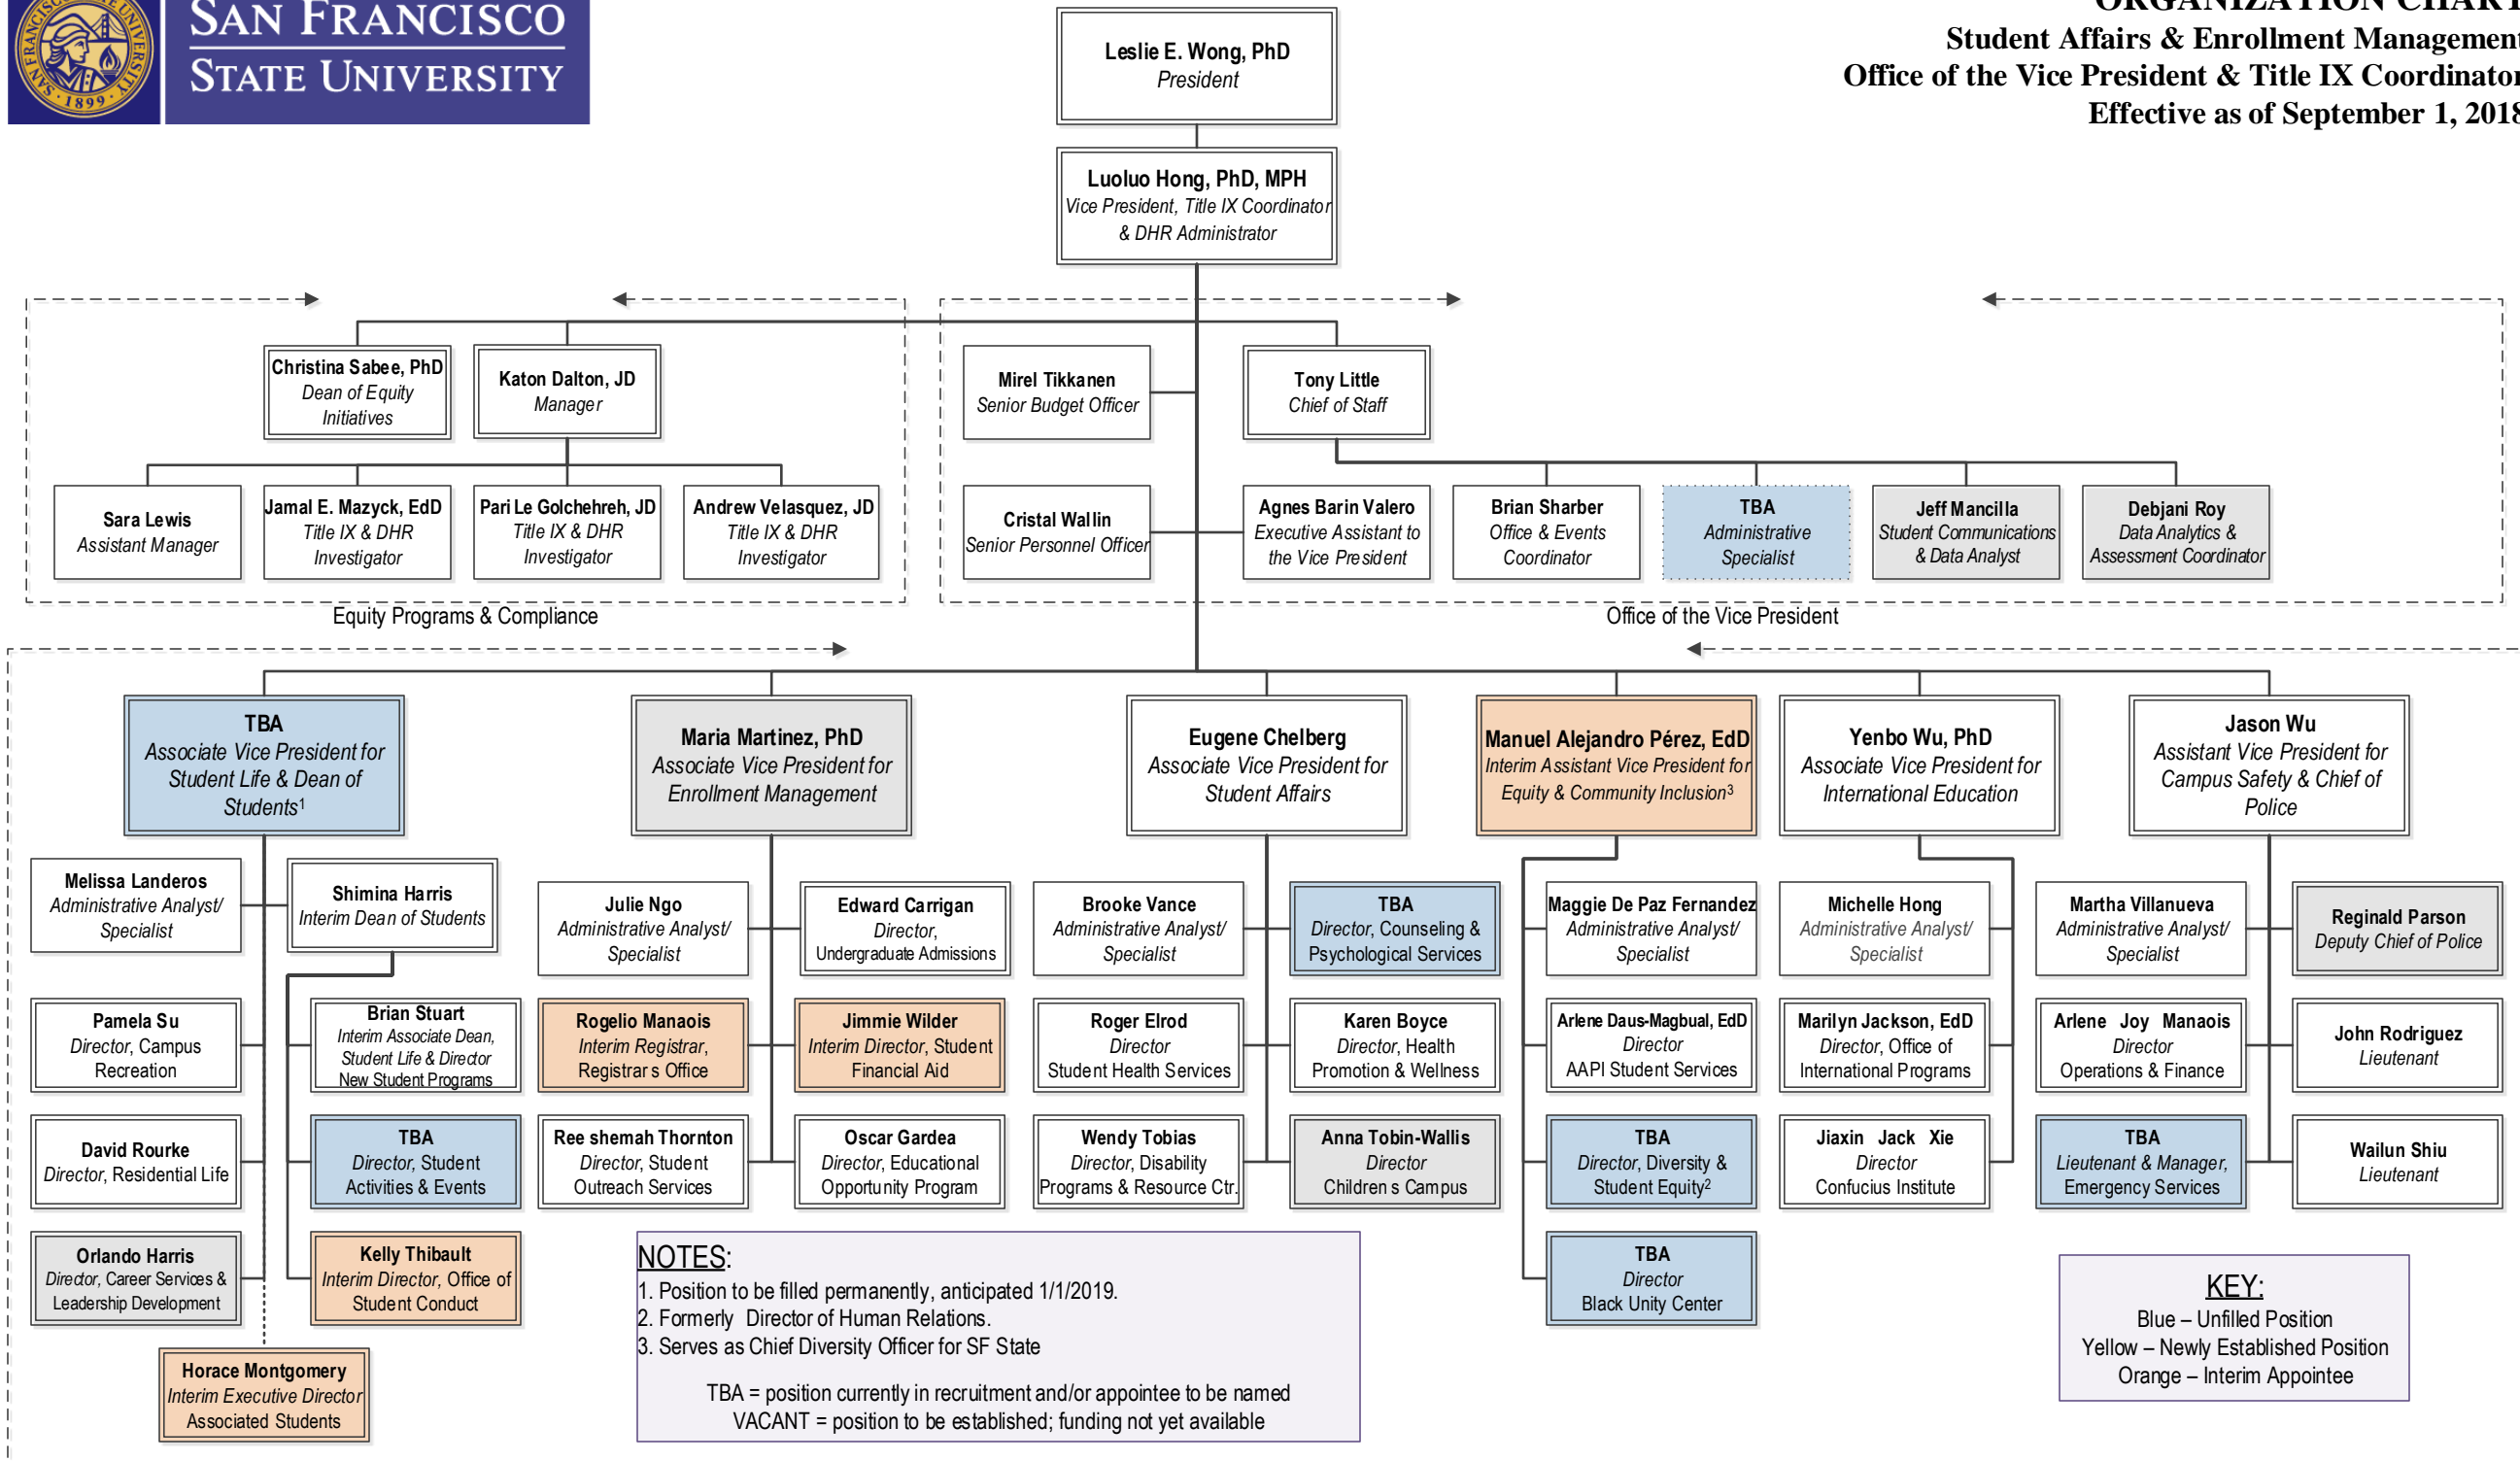 SAN FRANCISCO STATE UNIVERSITY
· 1899 ·
SAN FRANCISCO
STATE UNIVERSITY
ORGANIZATION CHART
Student Affairs & Enrollment Management
Office of the Vice President & Title IX Coordinator
Effective as of September 1, 2018
Leslie E. Wong, PhD
President
Luoluo Hong, PhD, MPH
Vice President, Title IX Coordinator
& DHR Administrator
Christina Sabee, PhD
Dean of Equity
Initiatives
Katon Dalton, JD
Manager
Mirel Tikkanen
Senior Budget Officer
Tony Little
Chief of Staff
Sara Lewis
Assistant Manager
Jamal E. Mazyck, EdD
Title IX & DHR
Investigator
Pari Le Golchehreh, JD
Title IX & DHR
Investigator
Andrew Velasquez, JD
Title IX & DHR
Investigator
Cristal Wallin
Senior Personnel Officer
Agnes Barin Valero
Executive Assistant to
the Vice President
Brian Sharber
Office & Events
Coordinator
TBA
Administrative
Specialist
Jeff Mancilla
Student Communications
& Data Analyst
Debjani Roy
Data Analytics &
Assessment Coordinator
Equity Programs & Compliance
Office of the Vice President
TBA
Associate Vice President for
Student Life & Dean of
Students1
Maria Martinez, PhD
Associate Vice President for
Enrollment Management
Eugene Chelberg
Associate Vice President for
Student Affairs
Manuel Alejandro Pérez, EdD
Interim Assistant Vice President for
Equity & Community Inclusion3
Yenbo Wu, PhD
Associate Vice President for
International Education
Jason Wu
Assistant Vice President for
Campus Safety & Chief of
Police
Melissa Landeros
Administrative Analyst/
Specialist
Shimina Harris
Interim Dean of Students
Julie Ngo
Administrative Analyst/
Specialist
Edward Carrigan
Director,
Undergraduate Admissions
Brooke Vance
Administrative Analyst/
Specialist
TBA
Director, Counseling &
Psychological Services
Maggie De Paz Fernandez
Administrative Analyst/
Specialist
Michelle Hong
Administrative Analyst/
Specialist
Martha Villanueva
Administrative Analyst/
Specialist
Reginald Parson
Deputy Chief of Police
Pamela Su
Director, Campus
Recreation
Brian Stuart
Interim Associate Dean,
Student Life & Director
New Student Programs
Rogelio Manaois
Interim Registrar,
Registrar s Office
Jimmie Wilder
Interim Director, Student
Financial Aid
Roger Elrod
Director
Student Health Services
Karen Boyce
Director, Health
Promotion & Wellness
Arlene Daus-Magbual, EdD
Director
AAPI Student Services
Marilyn Jackson, EdD
Director, Office of
International Programs
Arlene Joy Manaois
Director
Operations & Finance
John Rodriguez
Lieutenant
David Rourke
Director, Residential Life
TBA
Director, Student
Activities & Events
Ree shemah Thornton
Director, Student
Outreach Services
Oscar Gardea
Director, Educational
Opportunity Program
Wendy Tobias
Director, Disability
Programs & Resource Ctr.
Anna Tobin-Wallis
Director
Children s Campus
TBA
Director, Diversity &
Student Equity2
Jiaxin Jack Xie
Director
Confucius Institute
TBA
Lieutenant & Manager,
Emergency Services
Wailun Shiu
Lieutenant
Orlando Harris
Director, Career Services &
Leadership Development
Kelly Thibault
Interim Director, Office of
Student Conduct
TBA
Director
Black Unity Center
Horace Montgomery
Interim Executive Director
Associated Students
NOTES:
1. Position to be filled permanently, anticipated 1/1/2019.
2. Formerly Director of Human Relations.
3. Serves as Chief Diversity Officer for SF State
TBA = position currently in recruitment and/or appointee to be named
VACANT = position to be established; funding not yet available
KEY:
Blue – Unfilled Position
Yellow – Newly Established Position
Orange – Interim Appointee